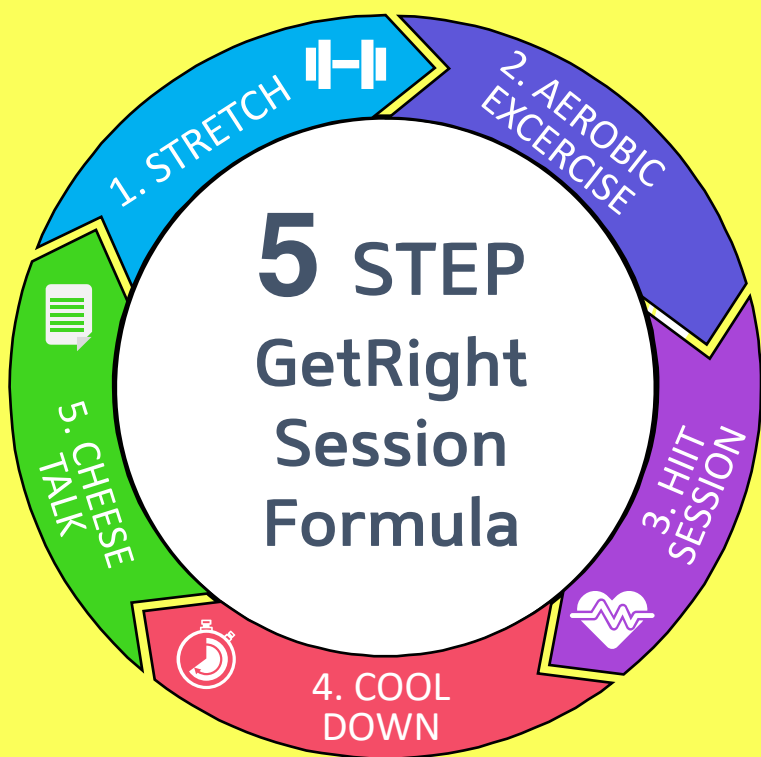 5 STEP
GetRight
Session
Formula
1. STRETCH
2. AEROBIC
EXCERCISE
3. HIIT
SESSION
4. COOL
DOWN
5. CHEESE
TALK